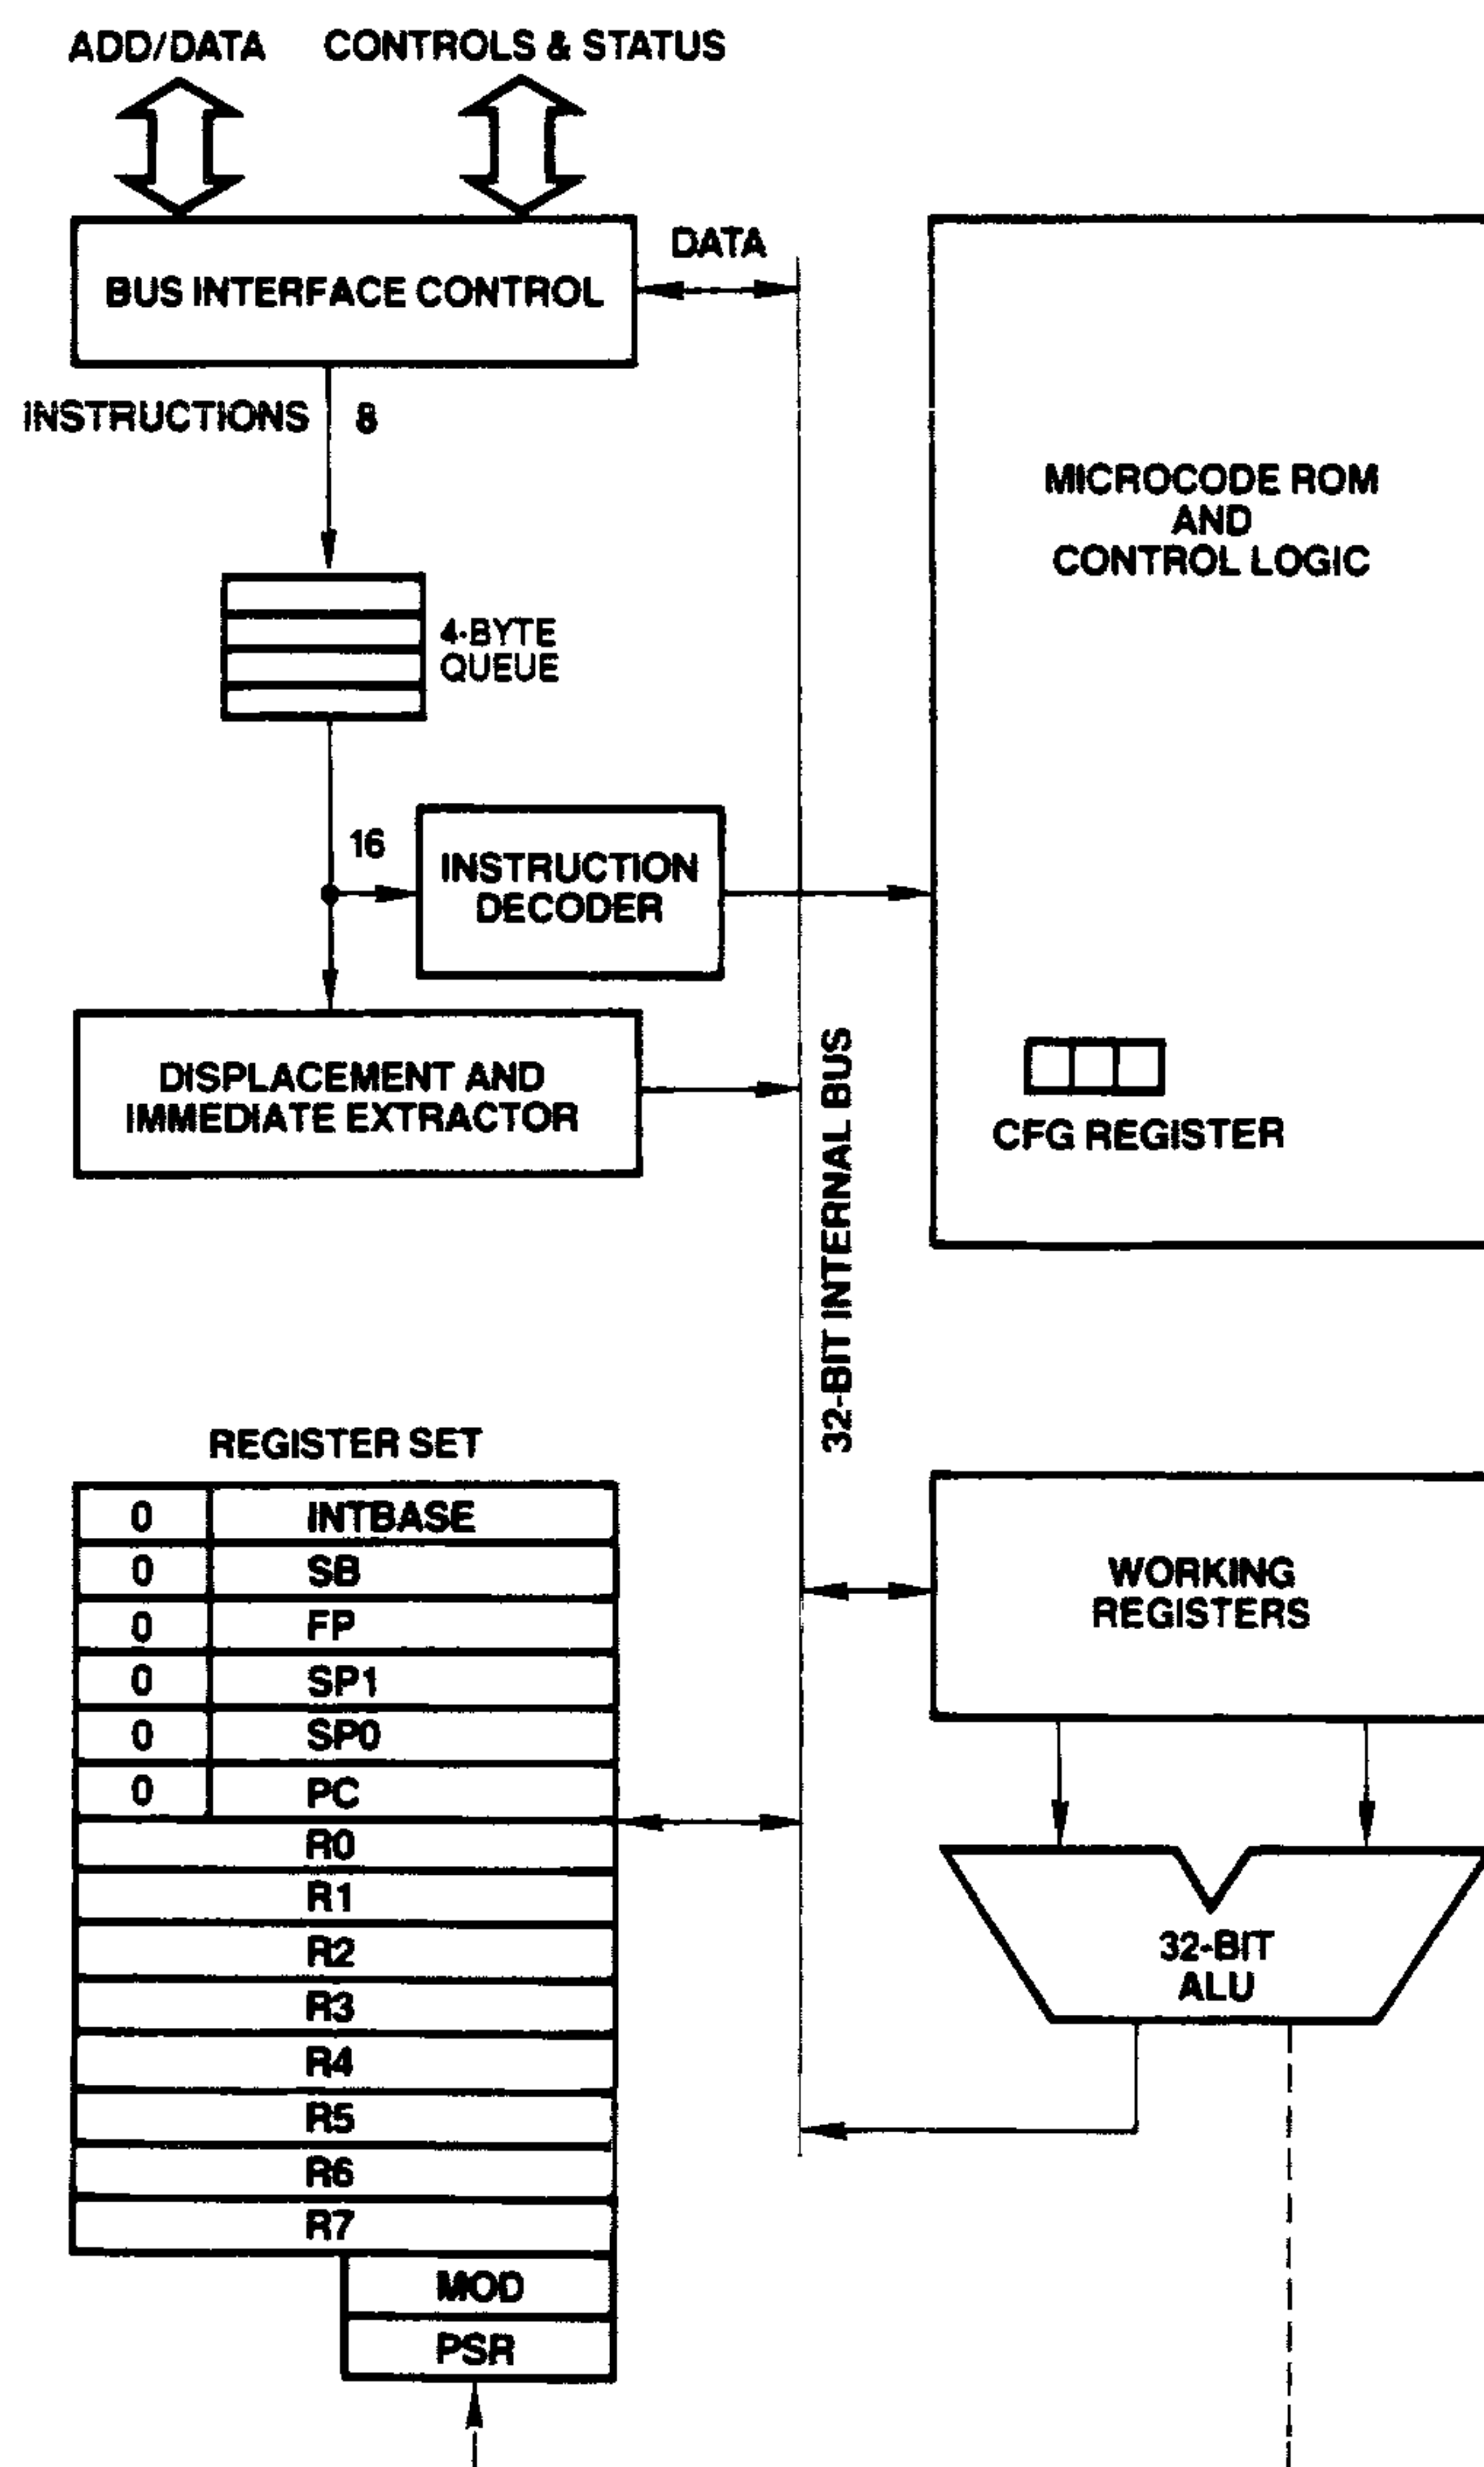 ADD/DATA
CONTROLS & STATUS
BUS INTERFACE CONTROL
DATA
INSTRUCTIONS
8
4-BYTE
QUEUE
16
INSTRUCTION
DECODER
DISPLACEMENT AND
IMMEDIATE EXTRACTOR
32-BIT INTERNAL BUS
MICROCODE ROM
AND
CONTROL LOGIC
CFG REGISTER
REGISTER SET
0 INTBASE
0 SB
0 FP
0 SP1
0 SP0
0 PC
R0
R1
R2
R3
R4
R5
R6
R7
MOD
PSR
WORKING
REGISTERS
32-BIT
ALU